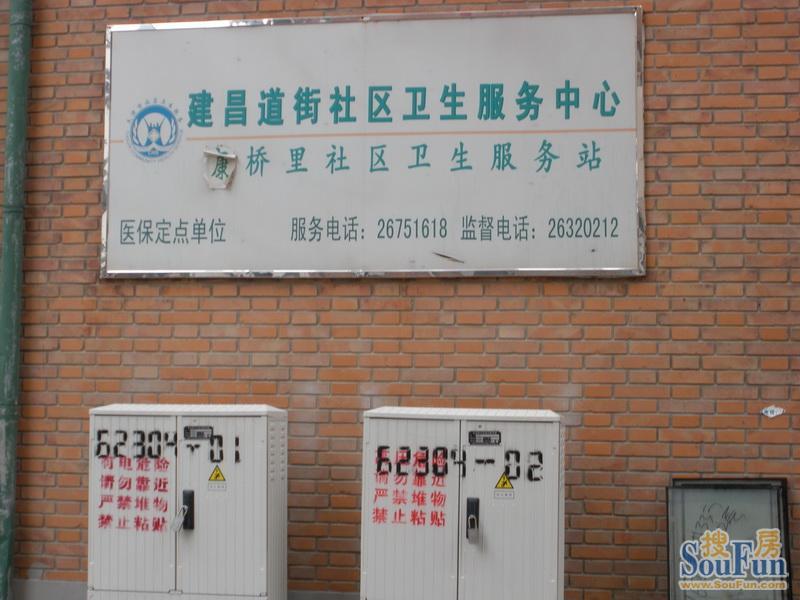 建昌道街社区卫生服务中心
康桥里社区卫生服务站
医保定点单位 服务电话：26751618 监督电话：26320212
62304-01
有电危险
请勿靠近
严禁堆物
禁止粘贴
62304-02
请勿靠近
严禁堆物
禁止粘贴
搜房
SouFun
www.SouFun.com